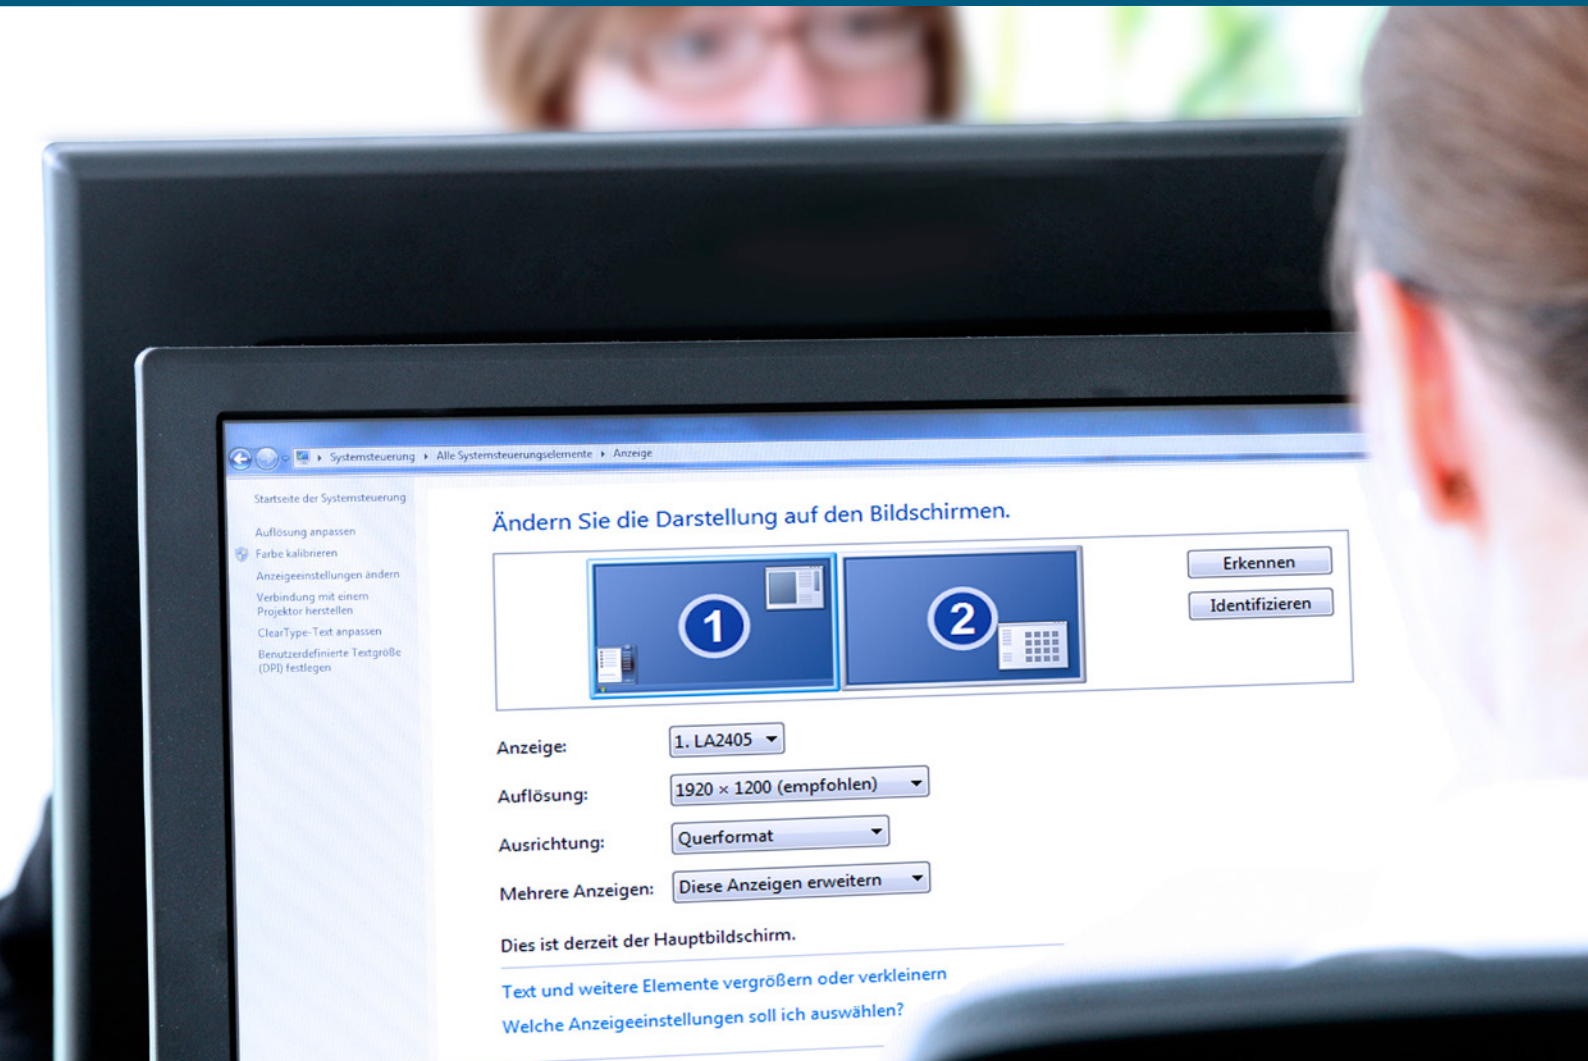 Systemsteuerung ▸ Alle Systemsteuerungselemente ▸ Anzeige
Startseite der Systemsteuerung
Auflösung anpassen
Farbe kalibrieren
Anzeigeeinstellungen ändern
Verbindung mit einem
Projektor herstellen
ClearType-Text anpassen
Benutzerdefinierte Textgröße
(DPI) festlegen
Ändern Sie die Darstellung auf den Bildschirmen.
1
2
Erkennen
Identifizieren
Anzeige: 1. LA2405
Auflösung: 1920 × 1200 (empfohlen)
Ausrichtung: Querformat
Mehrere Anzeigen: Diese Anzeigen erweitern
Dies ist derzeit der Hauptbildschirm.
Text und weitere Elemente vergrößern oder verkleinern
Welche Anzeigeeinstellungen soll ich auswählen?